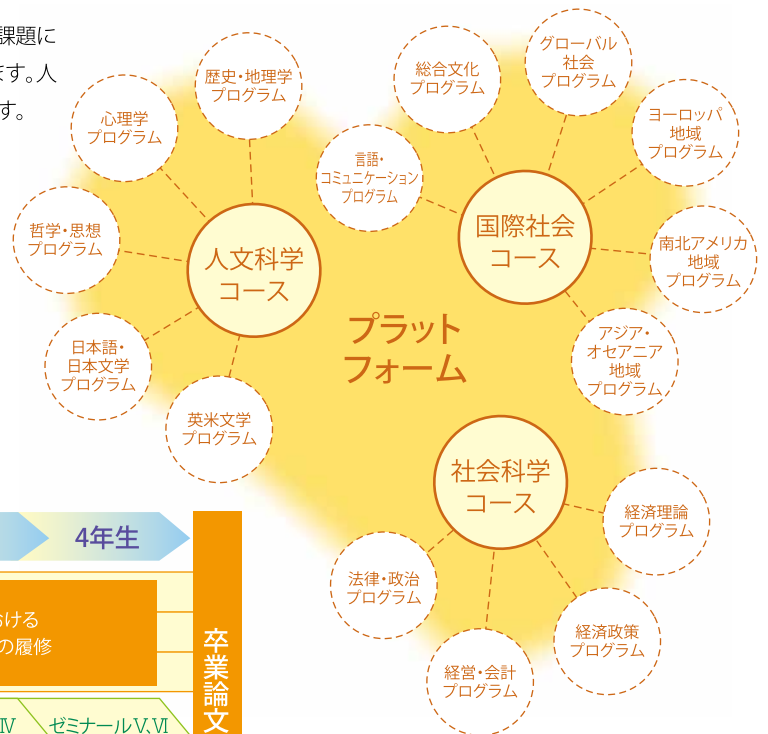 課題に
ます。人
す。
歴史・地理学
プログラム
心理学
プログラム
哲学・思想
プログラム
日本語・
日本文学
プログラム
英米文学
プログラム
人文科学
コース
言語・
コミュニケーション
プログラム
総合文化
プログラム
グローバル
社会
プログラム
ヨーロッパ
地域
プログラム
南北アメリカ
地域
プログラム
アジア・
オセアニア
地域
プログラム
国際社会
コース
プラット
フォーム
社会科学
コース
経済理論
プログラム
経済政策
プログラム
経営・会計
プログラム
法律・政治
プログラム
4年生
おける
の履修
卒業論文
Ⅳ
ゼミナールⅤ、Ⅵ